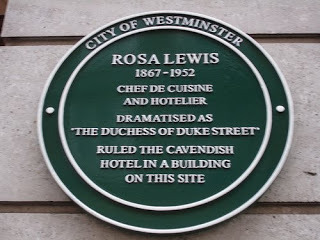 CITY OF WESTMINSTER
ROSA LEWIS
1867-1952
CHEF DE CUISINE
AND HOTELIER
DRAMATISED AS
'THE DUCHESS OF DUKE STREET'
RULED THE CAVENDISH
HOTEL IN A BUILDING
ON THIS SITE